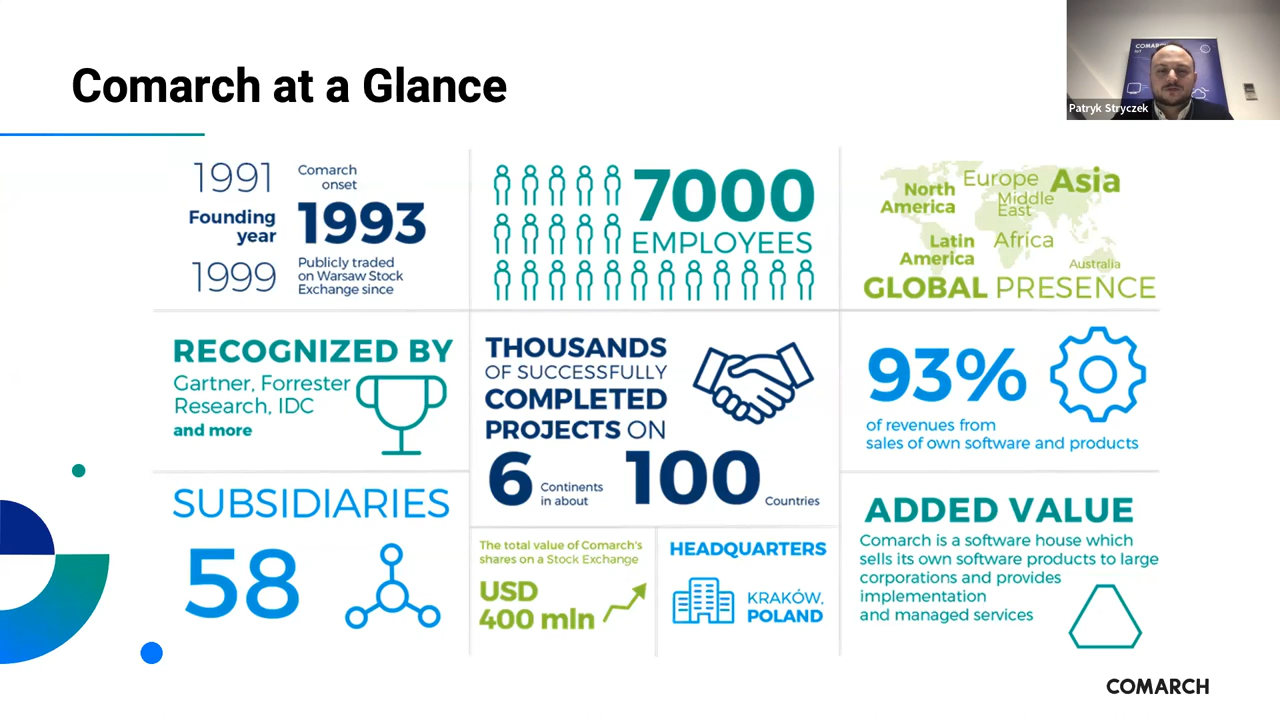 Comarch at a Glance
COMARCH
IoT
Patryk Stryczek
1991
Comarch
onset
Founding
year
1993
1999
Publicly traded
on Warsaw Stock
Exchange since
7000
EMPLOYEES
North
America
Europe
Asia
Middle
East
Latin
America
Africa
Australia
GLOBAL PRESENCE
RECOGNIZED BY
Gartner, Forrester
Research, IDC
and more
THOUSANDS
OF SUCCESSFULLY
COMPLETED
PROJECTS ON
6
Continents
in about
100
Countries
93%
of revenues from
sales of own software and products
SUBSIDIARIES
58
The total value of Comarch's
shares on a Stock Exchange
USD
400 mln
HEADQUARTERS
KRAKÓW,
POLAND
ADDED VALUE
Comarch is a software house which
sells its own software products to large
corporations and provides
implementation
and managed services
COMARCH